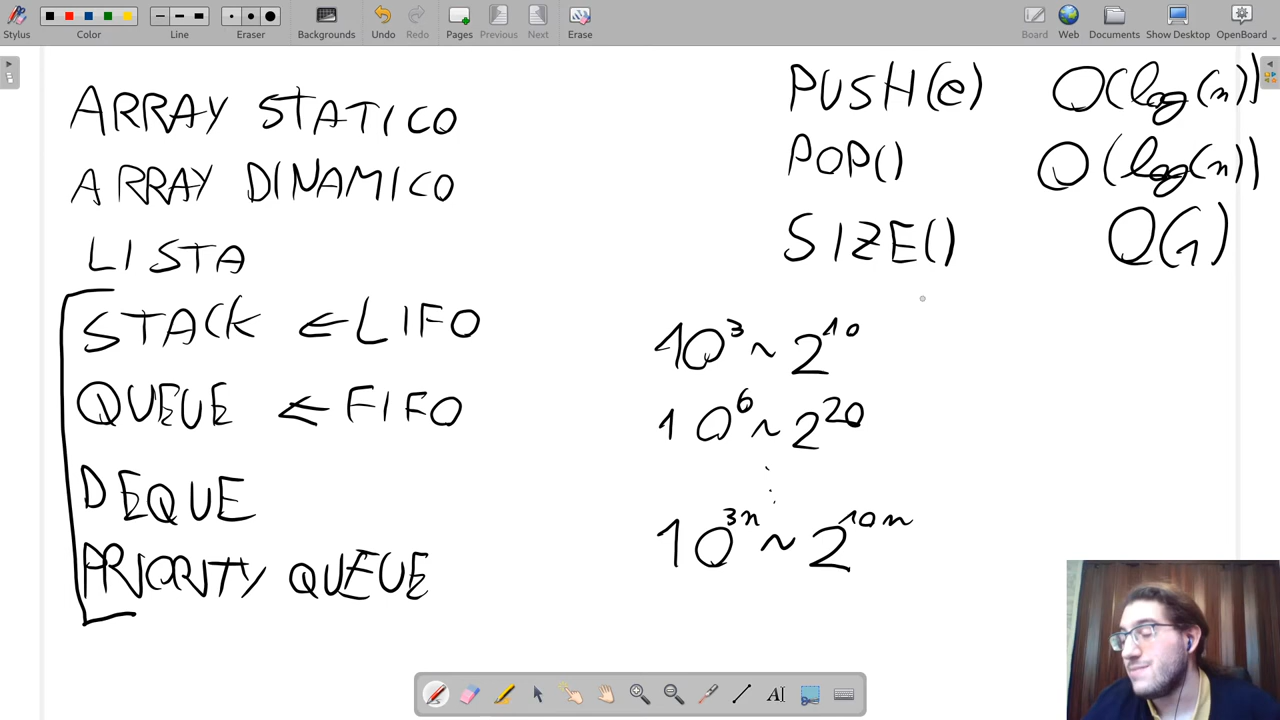 Stylus Color Line Eraser Backgrounds Undo Redo Pages Previous Next Erase Board Web Documents Show Desktop OpenBoard
ARRAY STATICO
ARRAY DINAMICO
LISTA
STACK ← LIFO
QUEUE ← FIFO
DEQUE
PRIORITY QUEUE
PUSH(e) O(log(n))
POP() O(log(n))
SIZE() O(1)
10³ ~ 2¹⁰
10⁶ ~ 2²⁰
⋮
10³ⁿ ~ 2¹⁰ⁿ
AI